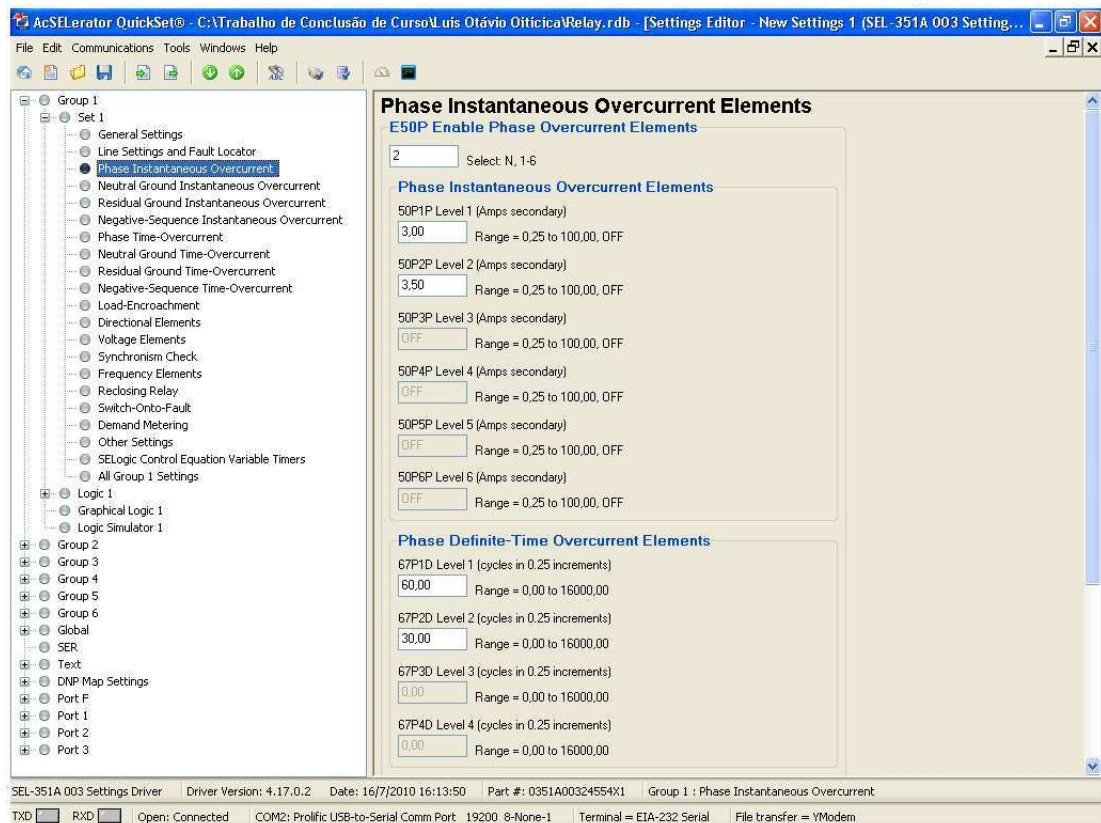 AcSELerator QuickSet® - C:\Trabalho de Conclusão de Curso\Luis Otávio Oiticica\Relay.rdb - [Settings Editor - New Settings 1 (SEL-351A 003 Setting...
File Edit Communications Tools Windows Help
Group 1
Set 1
General Settings
Line Settings and Fault Locator
Phase Instantaneous Overcurrent
Neutral Ground Instantaneous Overcurrent
Residual Ground Instantaneous Overcurrent
Negative-Sequence Instantaneous Overcurrent
Phase Time-Overcurrent
Neutral Ground Time-Overcurrent
Residual Ground Time-Overcurrent
Negative-Sequence Time-Overcurrent
Load-Encroachment
Directional Elements
Voltage Elements
Synchronism Check
Frequency Elements
Reclosing Relay
Switch-Onto-Fault
Demand Metering
Other Settings
SELogic Control Equation Variable Timers
All Group 1 Settings
Logic 1
Graphical Logic 1
Logic Simulator 1
Group 2
Group 3
Group 4
Group 5
Group 6
Global
SER
Text
DNP Map Settings
Port F
Port 1
Port 2
Port 3
Phase Instantaneous Overcurrent Elements
E50P Enable Phase Overcurrent Elements
2 Select: N, 1-6
Phase Instantaneous Overcurrent Elements
50P1P Level 1 (Amps secondary)
3,00 Range = 0,25 to 100,00, OFF
50P2P Level 2 (Amps secondary)
3,50 Range = 0,25 to 100,00, OFF
50P3P Level 3 (Amps secondary)
OFF Range = 0,25 to 100,00, OFF
50P4P Level 4 (Amps secondary)
OFF Range = 0,25 to 100,00, OFF
50P5P Level 5 (Amps secondary)
OFF Range = 0,25 to 100,00, OFF
50P6P Level 6 (Amps secondary)
OFF Range = 0,25 to 100,00, OFF
Phase Definite-Time Overcurrent Elements
67P1D Level 1 (cycles in 0.25 increments)
60,00 Range = 0,00 to 16000,00
67P2D Level 2 (cycles in 0.25 increments)
30,00 Range = 0,00 to 16000,00
67P3D Level 3 (cycles in 0.25 increments)
0,00 Range = 0,00 to 16000,00
67P4D Level 4 (cycles in 0.25 increments)
0,00 Range = 0,00 to 16000,00
SEL-351A 003 Settings Driver Driver Version: 4.17.0.2 Date: 16/7/2010 16:13:50 Part #: 0351A00324554X1 Group 1 : Phase Instantaneous Overcurrent
TXD RXD Open: Connected COM2: Prolific USB-to-Serial Comm Port 19200 8-None-1 Terminal = EIA-232 Serial File transfer = YModem